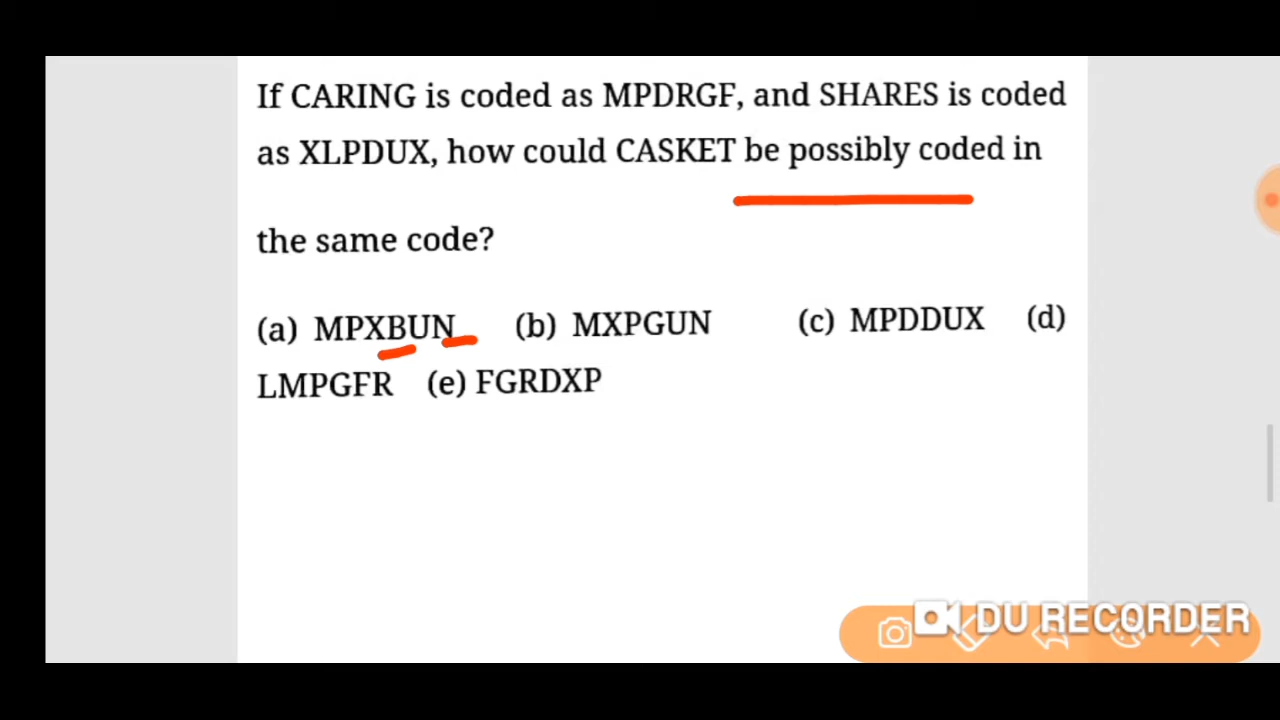 If CARING is coded as MPDRGF, and SHARES is coded
as XLPDUX, how could CASKET be possibly coded in
the same code?
(a) MPXBUN (b) MXPGUN (c) MPDDUX (d)
LMPGFR (e) FGRDXP
DU RECORDER